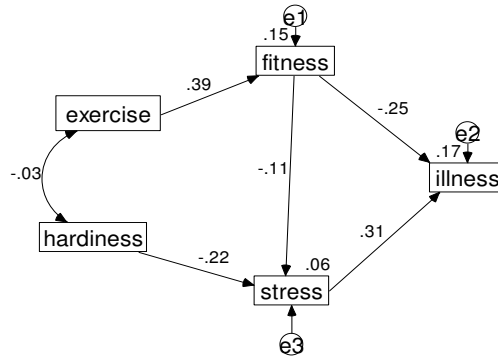 e1
.15
fitness
.39
exercise
-.25
e2
.17
illness
-.03
-.11
hardiness
-.22
.31
.06
stress
e3